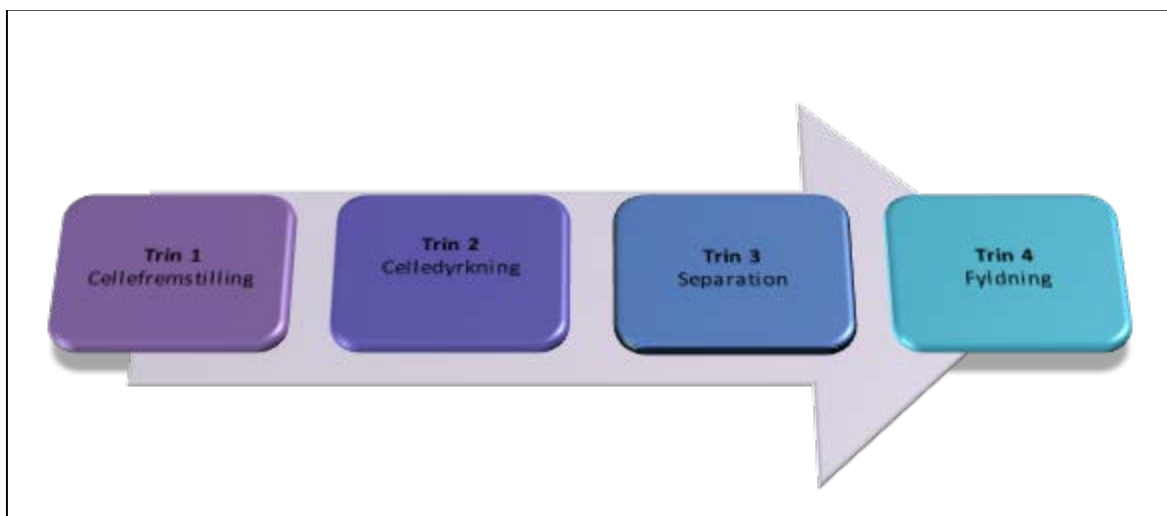 Trin 1
Cellefremstilling
Trin 2
Celledyrkning
Trin 3
Separation
Trin 4
Fyldning